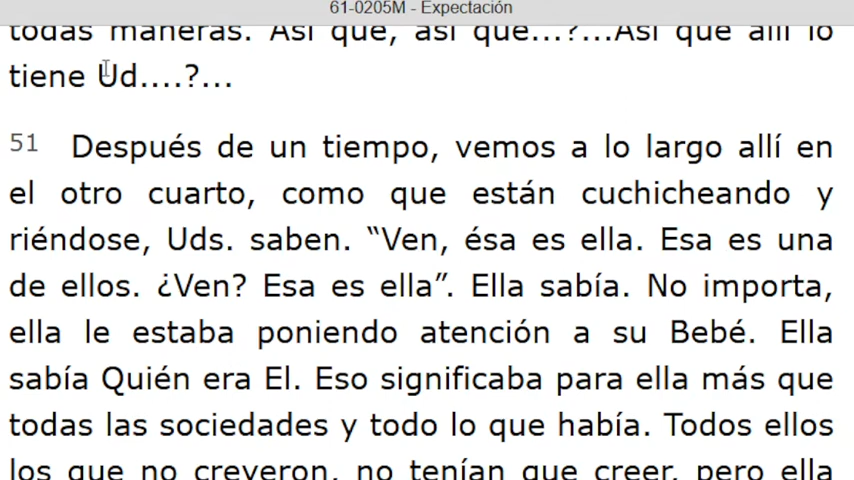 61-0205M - Expectación
todas maneras. Así que, así que...?...Así que allí lo
tiene Ud....?...
51 Después de un tiempo, vemos a lo largo allí en
el otro cuarto, como que están cuchicheando y
riéndose, Uds. saben. “Ven, ésa es ella. Esa es una
de ellos. ¿Ven? Esa es ella”. Ella sabía. No importa,
ella le estaba poniendo atención a su Bebé. Ella
sabía Quién era El. Eso significaba para ella más que
todas las sociedades y todo lo que había. Todos ellos
los que no creyeron, no tenían que creer, pero ella